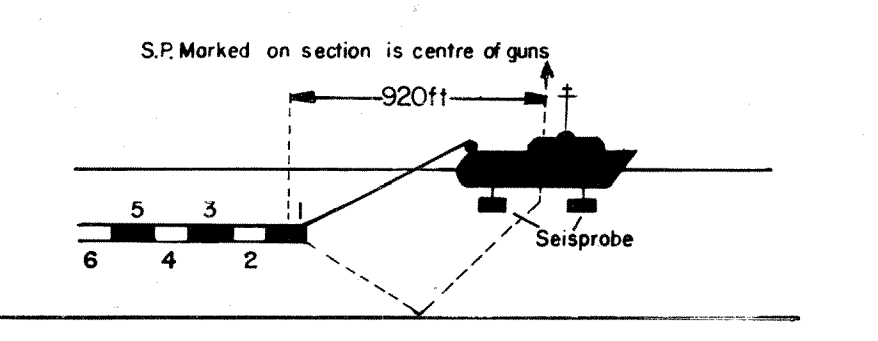 S.P. Marked on section is centre of guns
920ft
5 3 1
6 4 2
Seisprobe